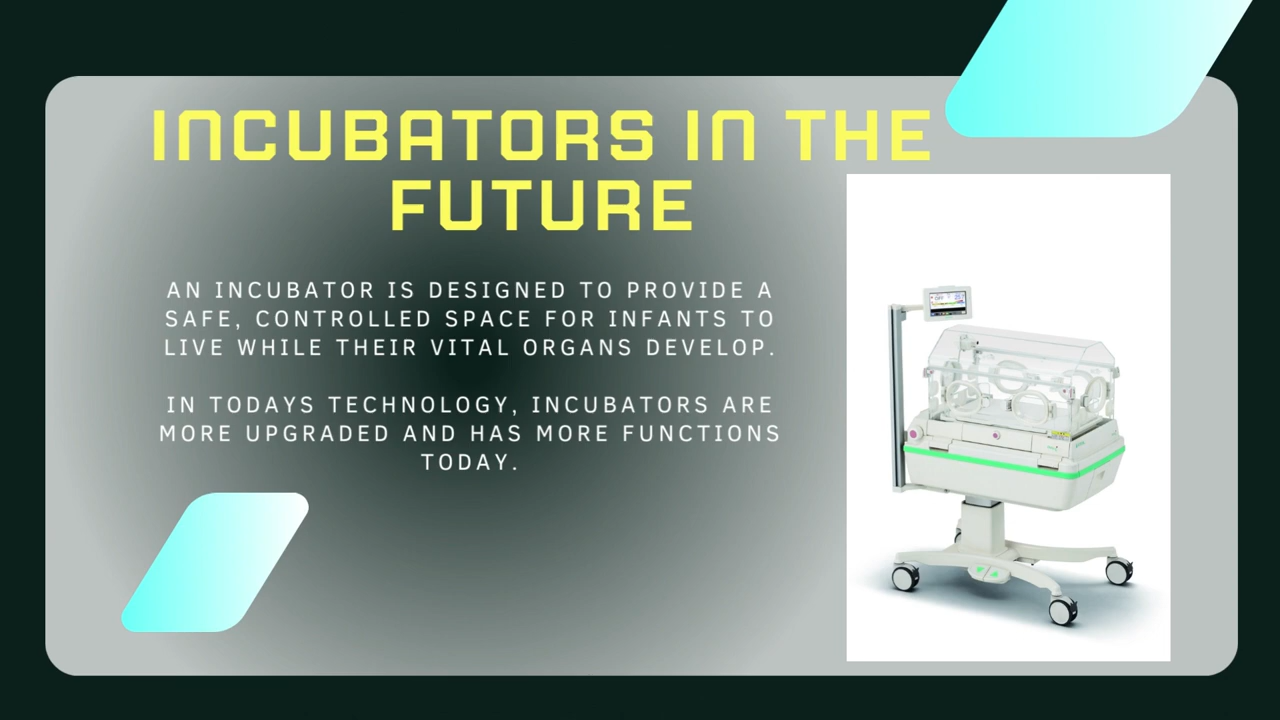 INCUBATORS IN THE
FUTURE
AN INCUBATOR IS DESIGNED TO PROVIDE A
SAFE, CONTROLLED SPACE FOR INFANTS TO
LIVE WHILE THEIR VITAL ORGANS DEVELOP.
IN TODAYS TECHNOLOGY, INCUBATORS ARE
MORE UPGRADED AND HAS MORE FUNCTIONS
TODAY.